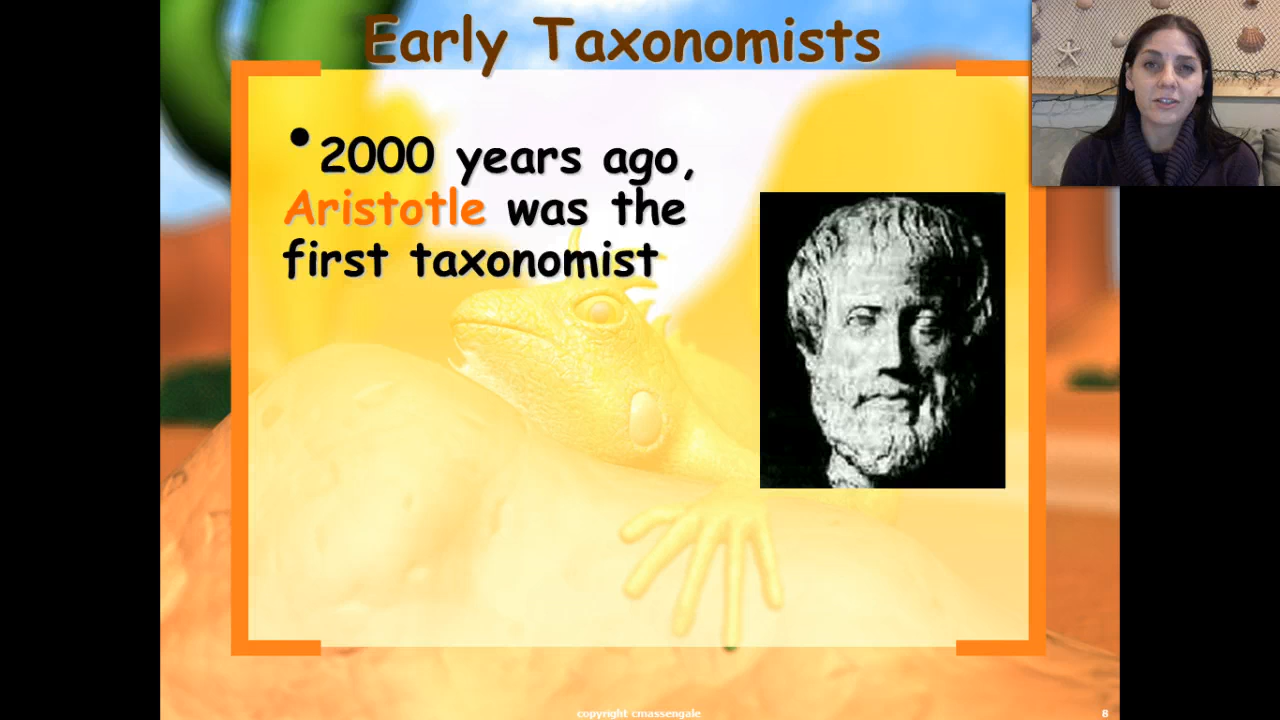 Early Taxonomists
•2000 years ago,
Aristotle was the
first taxonomist
copyright cmassengale
8